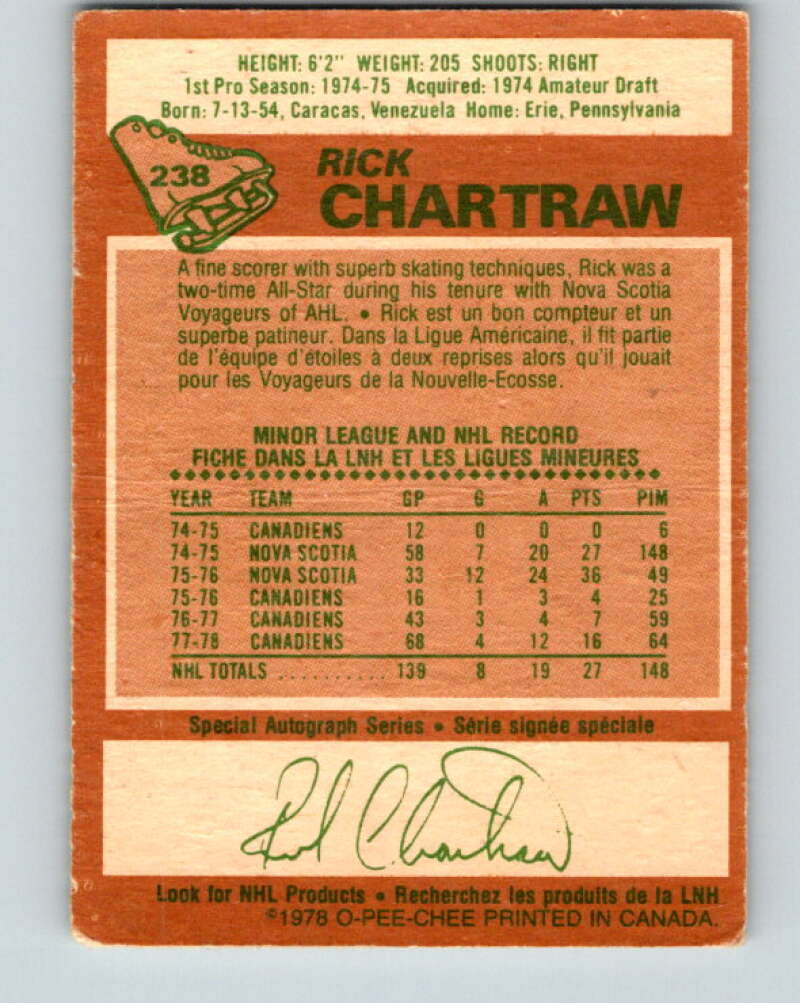 HEIGHT: 6'2" WEIGHT: 205 SHOOTS: RIGHT
1st Pro Season: 1974-75 Acquired: 1974 Amateur Draft
Born: 7-13-54, Caracas, Venezuela Home: Erie, Pennsylvania
238
RICK
CHARTRAW
A fine scorer with superb skating techniques, Rick was a
two-time All-Star during his tenure with Nova Scotia
Voyageurs of AHL. • Rick est un bon compteur et un
superbe patineur. Dans la Ligue Américaine, il fit partie
de l'équipe d'étoiles à deux reprises alors qu'il jouait
pour les Voyageurs de la Nouvelle-Ecosse.
MINOR LEAGUE AND NHL RECORD
FICHE DANS LA LNH ET LES LIGUES MINEURES
YEAR TEAM GP G A PTS PIM
74-75 CANADIENS 12 0 0 0 6
74-75 NOVA SCOTIA 58 7 20 27 148
75-76 NOVA SCOTIA 33 12 24 36 49
75-76 CANADIENS 16 1 3 4 25
76-77 CANADIENS 43 3 4 7 59
77-78 CANADIENS 68 4 12 16 64
NHL TOTALS .......... 139 8 19 27 148
Special Autograph Series • Série signée spéciale
Rick Chartraw
Look for NHL Products • Recherchez les produits de la LNH
©1978 O-PEE-CHEE PRINTED IN CANADA.